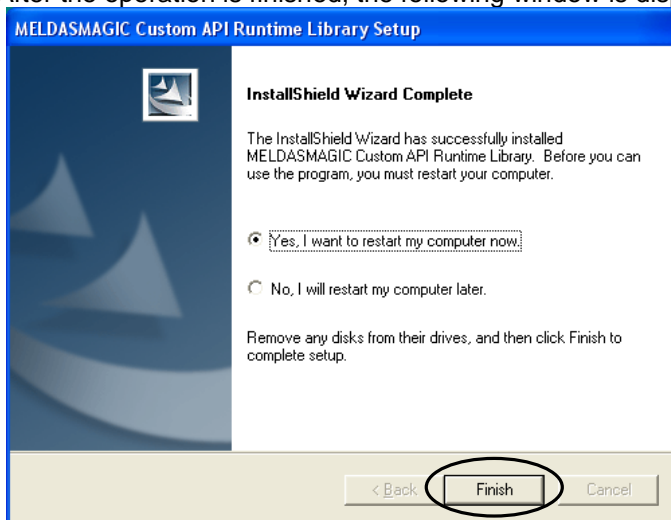 after the operation is finished, the following window is disp
MELDASMAGIC Custom API Runtime Library Setup
InstallShield Wizard Complete
The InstallShield Wizard has successfully installed
MELDASMAGIC Custom API Runtime Library. Before you can
use the program, you must restart your computer.
Yes, I want to restart my computer now.
No, I will restart my computer later.
Remove any disks from their drives, and then click Finish to
complete setup.
< Back
Finish
Cancel